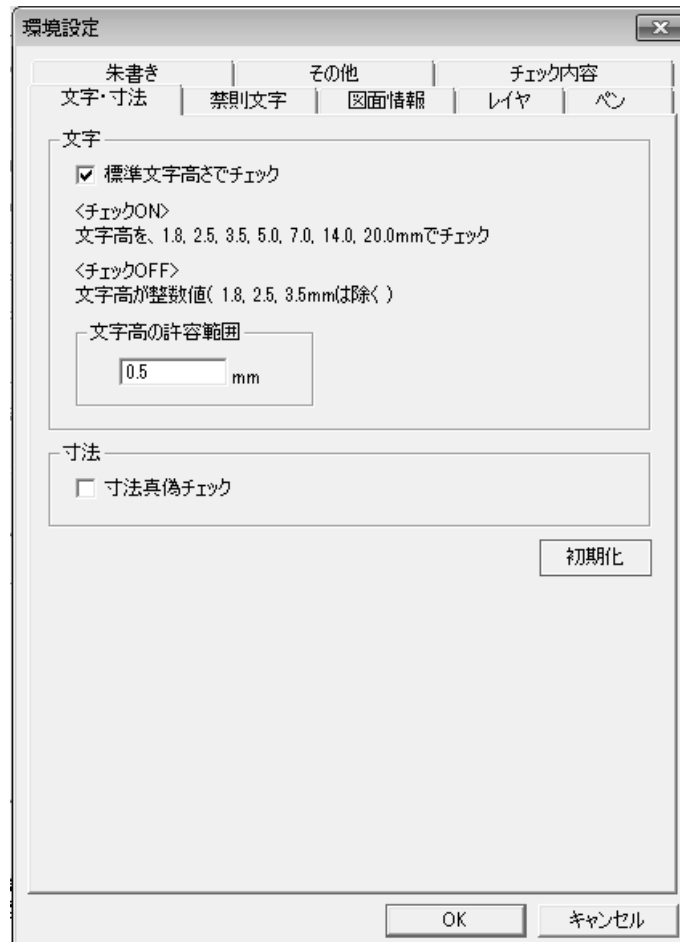 環境設定
朱書き
その他
チェック内容
文字・寸法
禁則文字
図面情報
レイヤ
ペン
文字
標準文字高さでチェック
<チェックON>
文字高を、1.8, 2.5, 3.5, 5.0, 7.0, 14.0, 20.0mmでチェック
<チェックOFF>
文字高が整数値( 1.8, 2.5, 3.5mmは除く )
文字高の許容範囲
0.5 mm
寸法
寸法真偽チェック
初期化
OK
キャンセル